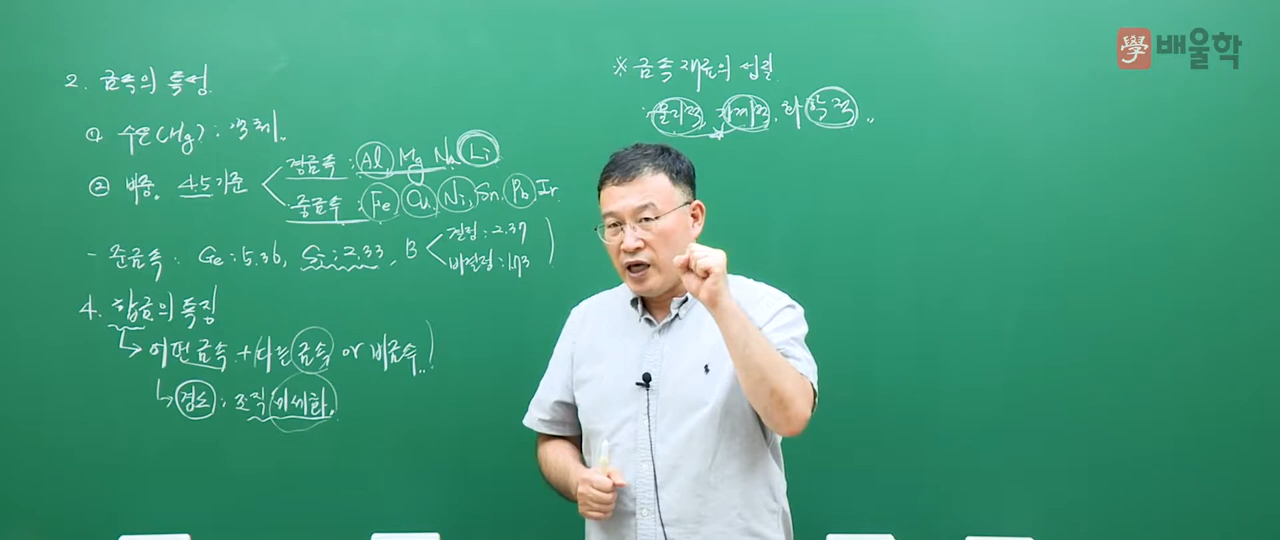 2. 금속의 특성.
① 수은(Hg) : 액체..
② 비중. 4.5 기준
경금속 : Al, Mg Na Li
중금속 : Fe Cu, Ni, Sn, Pb Ir.
- 준금속 : Ge : 5.36, Si : 2.33, B
결정 : 2.37
비결정 : 1.73
4. 합금의 특징
어떤 금속 + 다른 금속 or 비금속..!
경도 : 조직 미세화.
※ 금속 재료의 성질.
· 물리적, 기계적, 화학적..
學 배울학